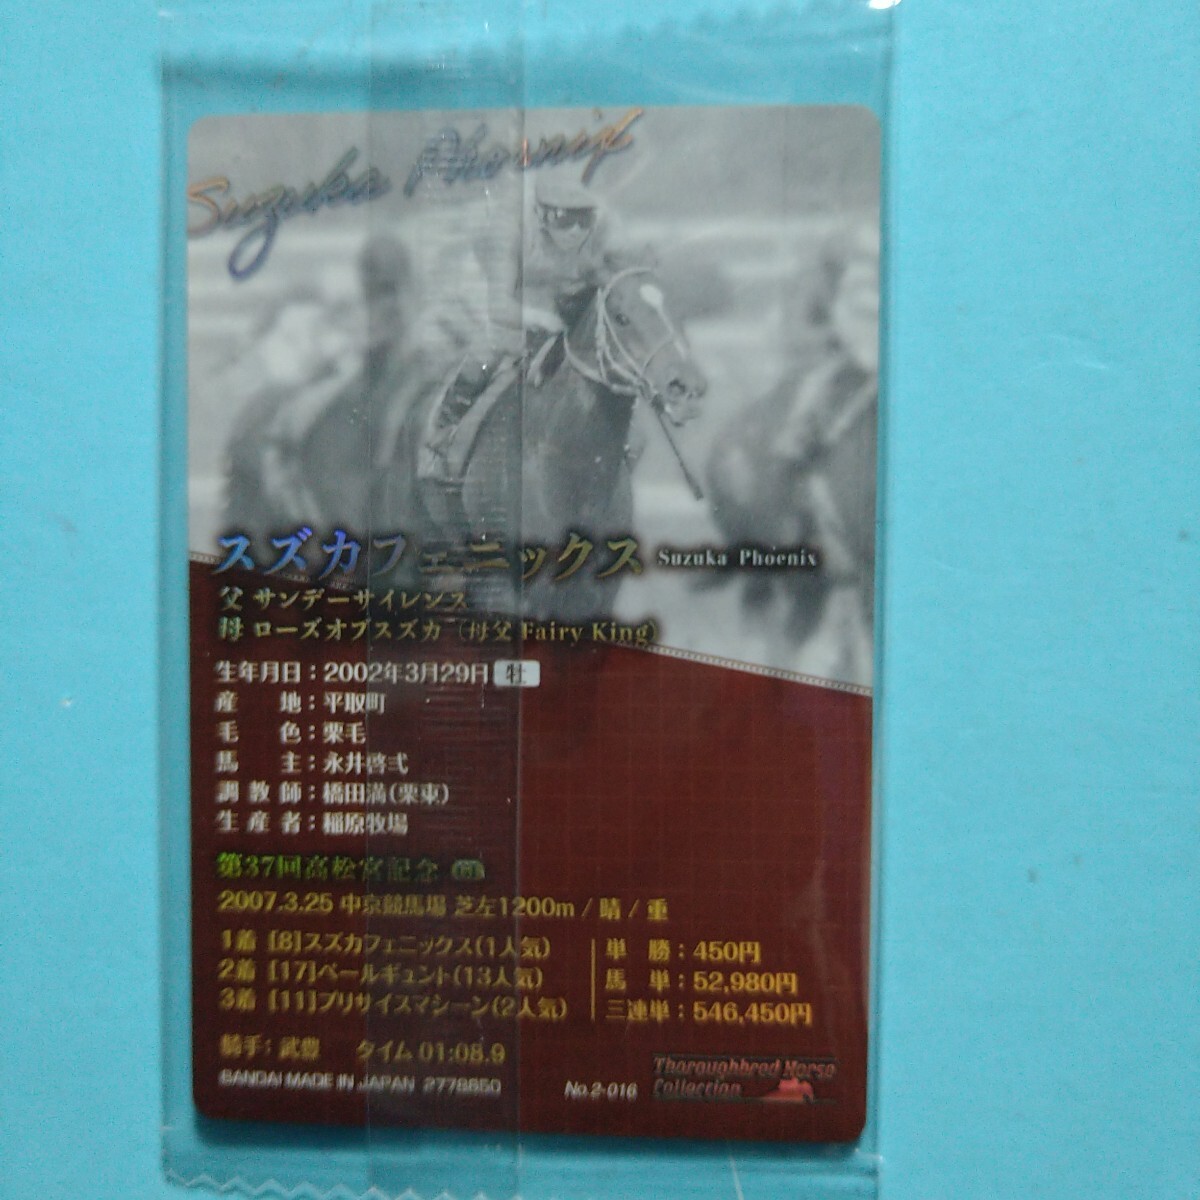 Suzuka Phoenix
スズカフェニックス Suzuka Phoenix
父 サンデーサイレンス
母 ローズオブスズカ (母父 Fairy King)
生年月日：2002年3月29日 牡
産地：平取町
毛色：栗毛
馬主：永井啓弍
調教師：橋田満(栗東)
生産者：稲原牧場
第37回高松宮記念 G1
2007.3.25 中京競馬場 芝左1200m / 晴 / 重
1着 [8]スズカフェニックス(1人気) 単勝：450円
2着 [17]ペールギュント(13人気) 馬単：52,980円
3着 [11]プリサイスマシーン(2人気) 三連単：546,450円
騎手：武豊 タイム 01:08.9
BANDAI MADE IN JAPAN 2778850 No.2-016
Thoroughbred Horse
Collection